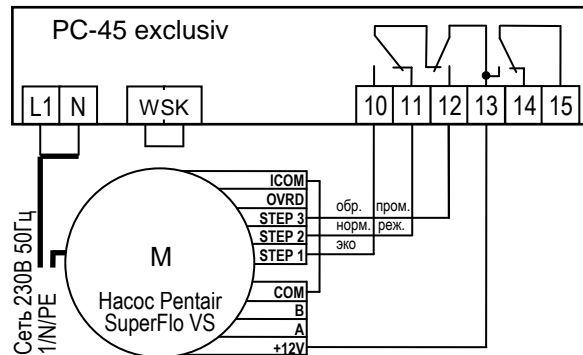 PC-45 exclusiv
L1 N WSK 10 11 12 13 14 15
ICOM
OVRD
STEP 3 обр. пром.
STEP 2 норм. реж.
STEP 1 эко
M
Насос Pentair
SuperFlo VS
COM
B
A
+12V
Сеть 230В 50Гц
1/N/PE